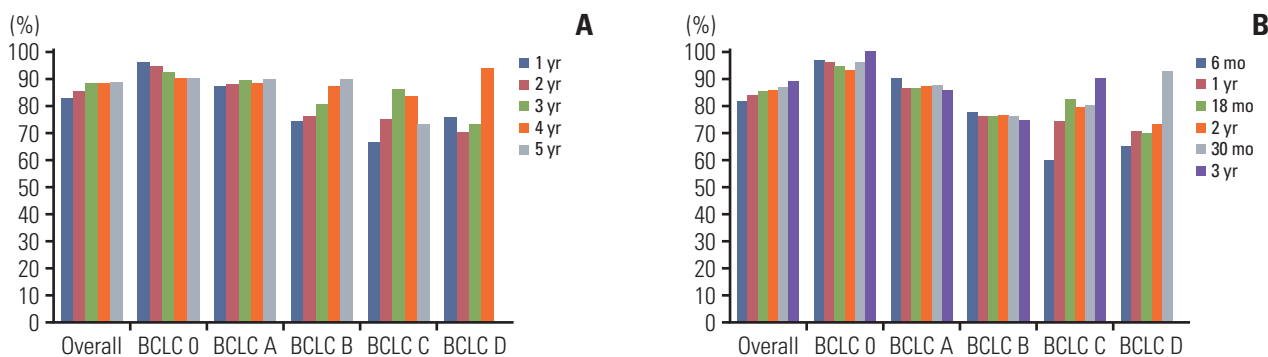 A
(%)
100
90
80
70
60
50
40
30
20
10
0
Overall BCLC 0 BCLC A BCLC B BCLC C BCLC D
1 yr
2 yr
3 yr
4 yr
5 yr
B
(%)
100
90
80
70
60
50
40
30
20
10
0
Overall BCLC 0 BCLC A BCLC B BCLC C BCLC D
6 mo
1 yr
18 mo
2 yr
30 mo
3 yr